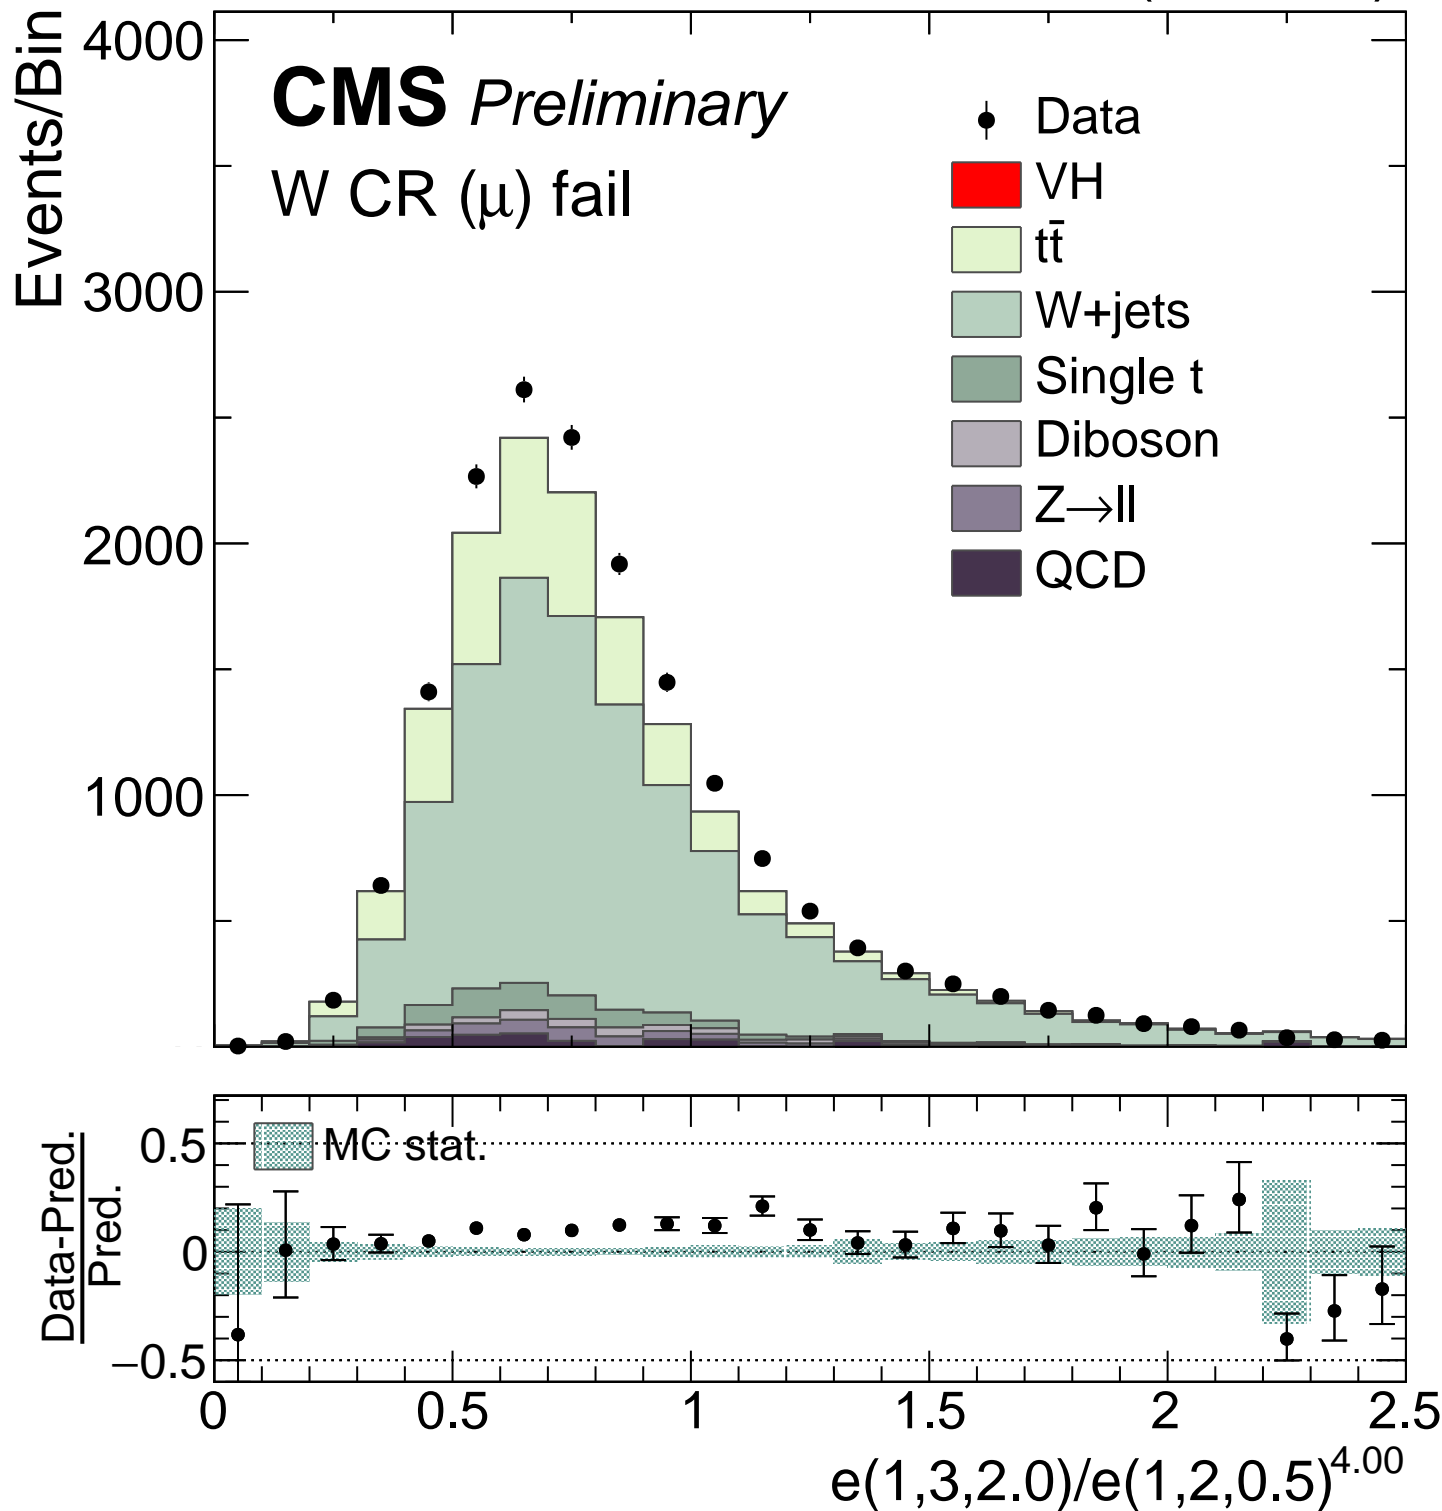 Events/Bin
4000
3000
2000
1000
CMS Preliminary
W CR (μ) fail
Data
VH
tt̄
W+jets
Single t
Diboson
Z→ll
QCD
Data-Pred.
Pred.
0.5
0
−0.5
MC stat.
0 0.5 1 1.5 2 2.5
e(1,3,2.0)/e(1,2,0.5)^4.00